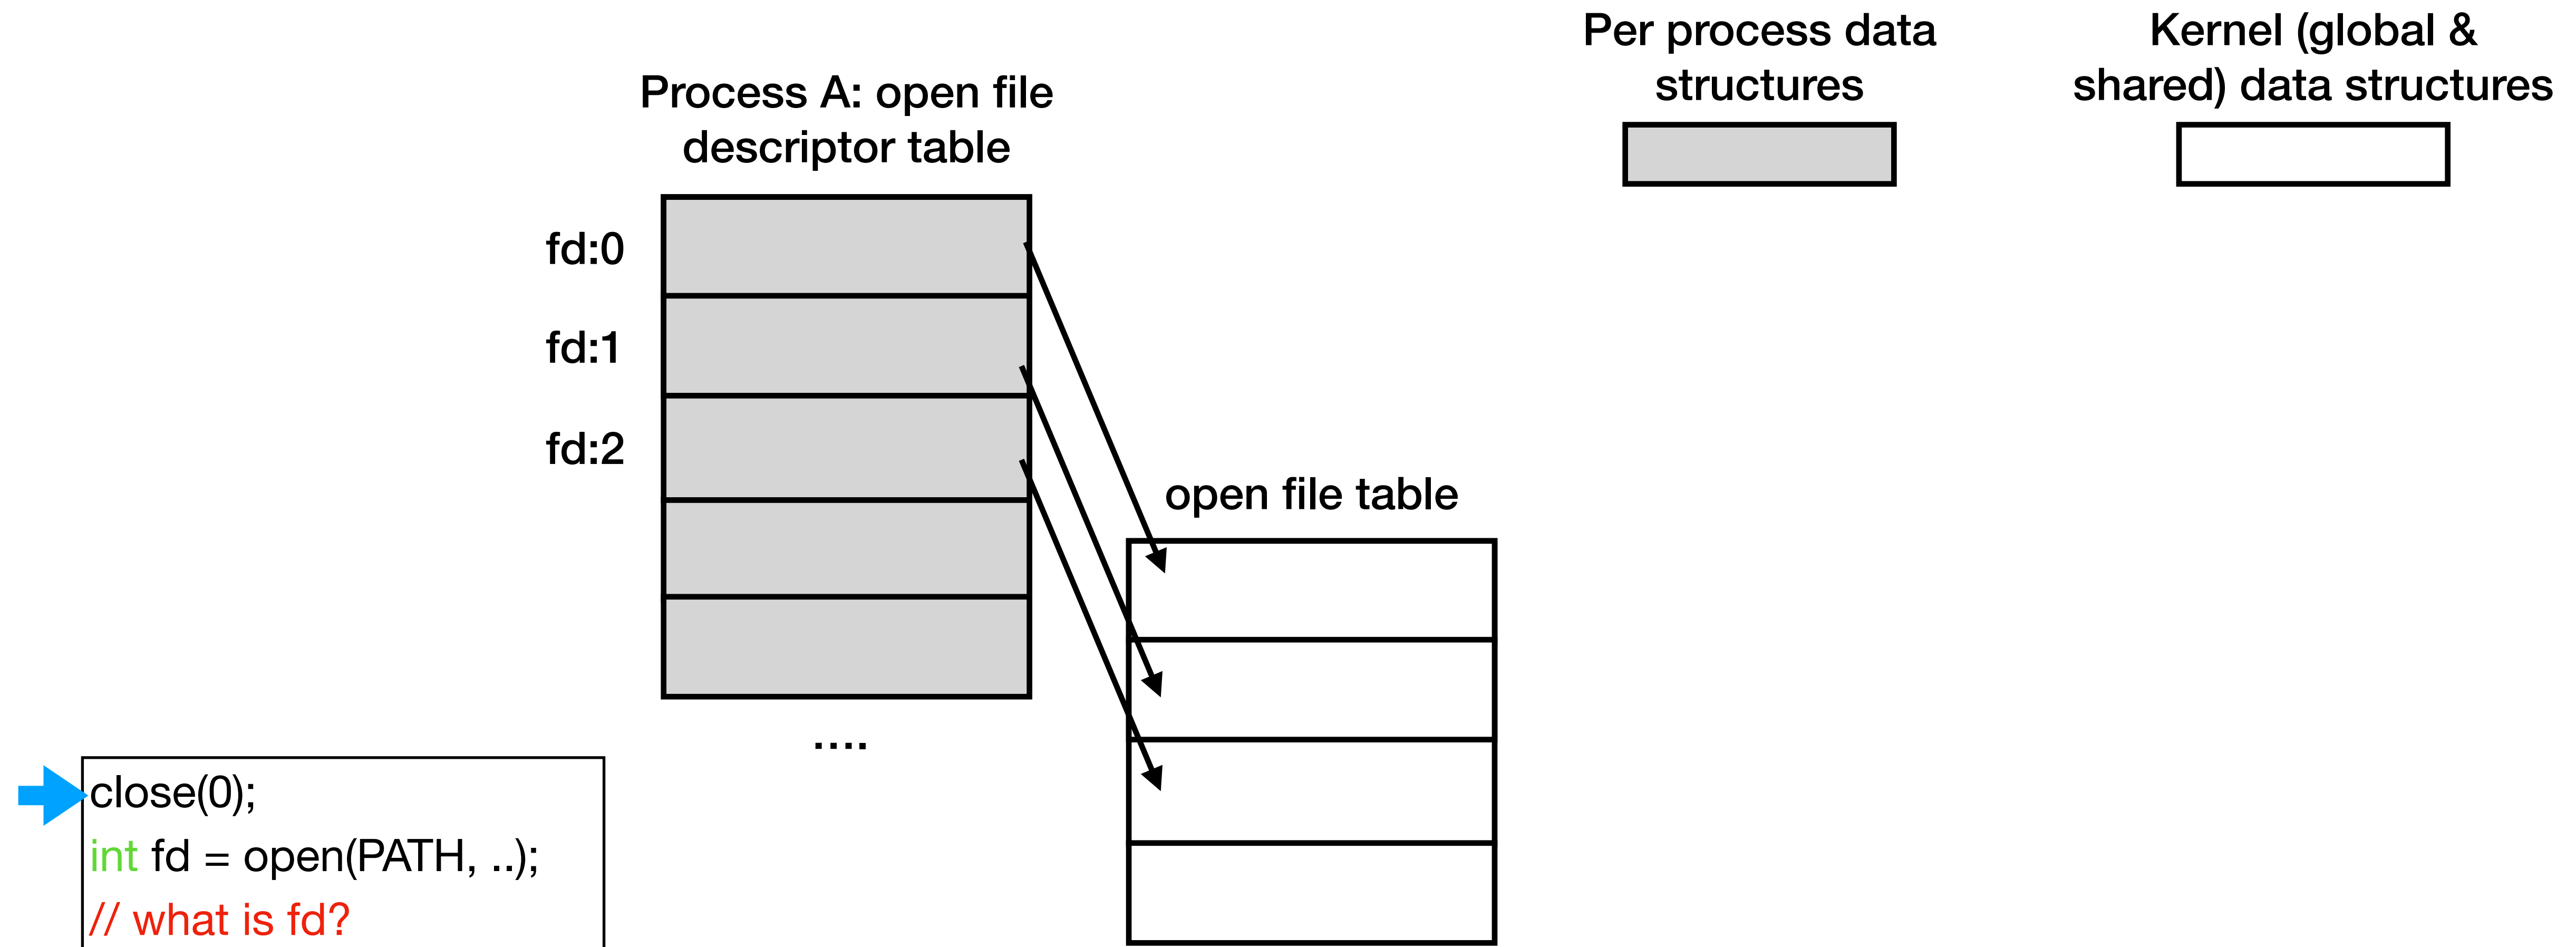 Per process data
structures
Kernel (global &
shared) data structures
Process A: open file
descriptor table
fd:0
fd:1
fd:2
open file table
....
close(0);
int fd = open(PATH, ..);
// what is fd?